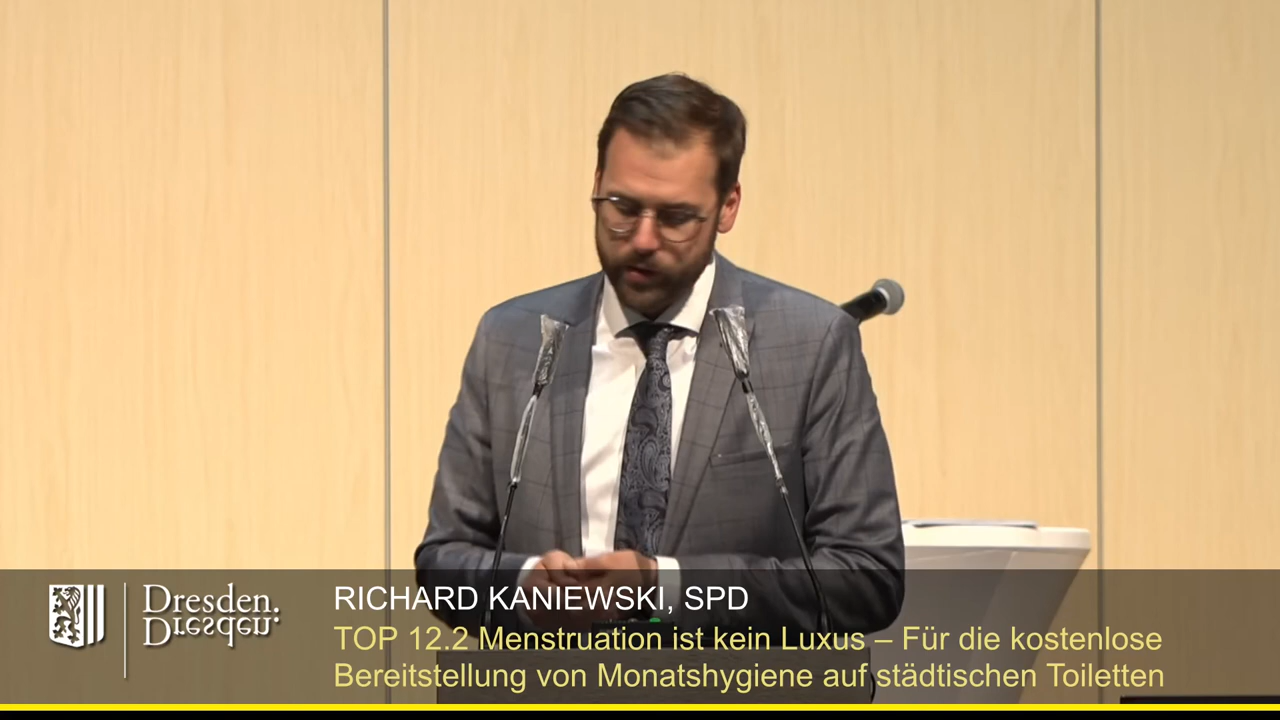 Dresden.
Dresden.
RICHARD KANIEWSKI, SPD
TOP 12.2 Menstruation ist kein Luxus – Für die kostenlose
Bereitstellung von Monatshygiene auf städtischen Toiletten